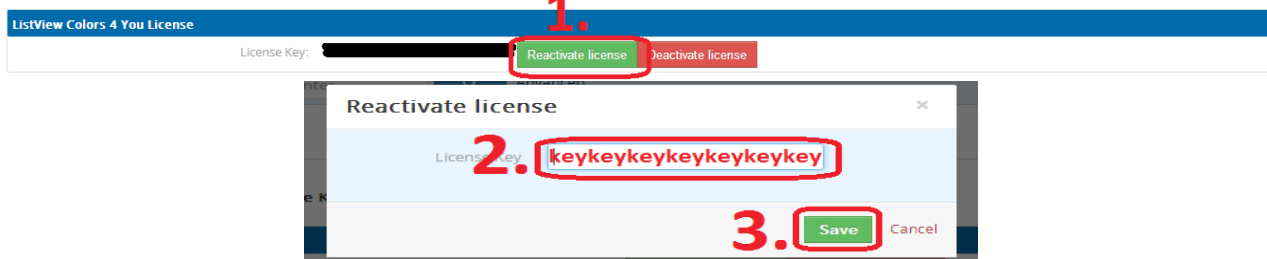 1.
ListView Colors 4 You License
License Key: Reactivate license Deactivate license
Advanced
Reactivate license ×
2. License Key keykeykeykeykeykeykey
3. Save Cancel